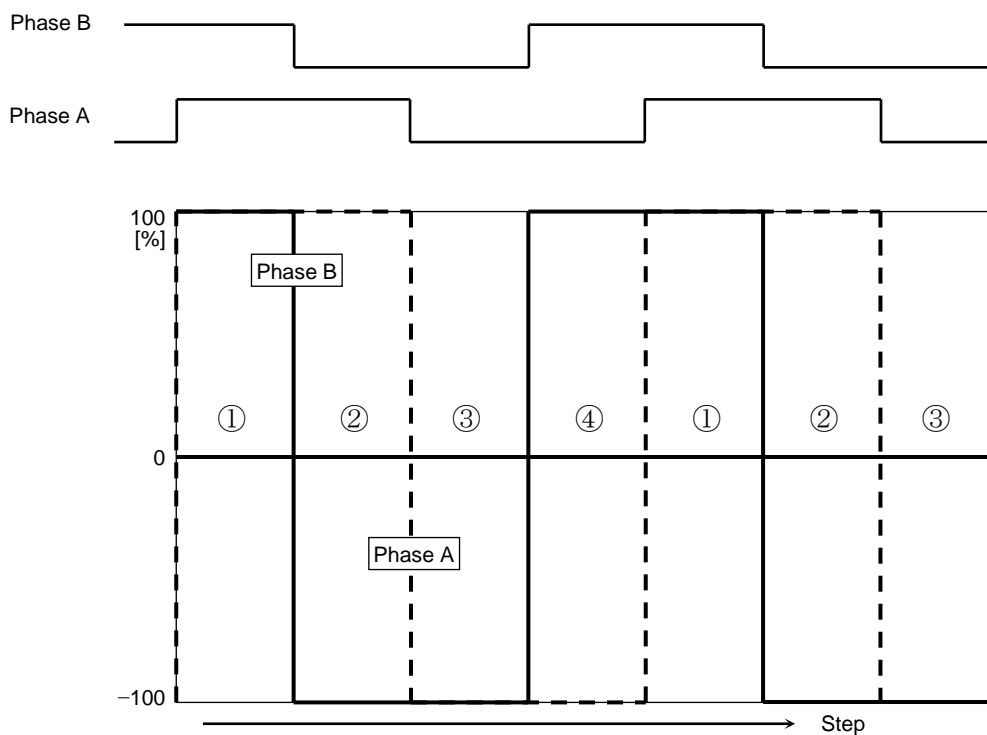 Phase B
Phase A
100
[%]
Phase B
① ② ③ ④ ① ② ③
0
Phase A
−100
Step